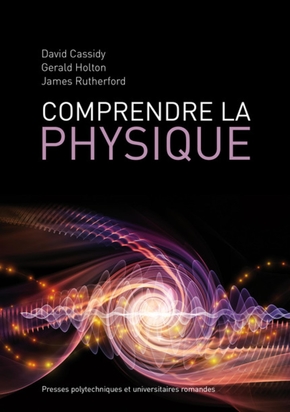 David Cassidy
Gerald Holton
James Rutherford
COMPRENDRE LA
PHYSIQUE
Presses polytechniques et universitaires romandes